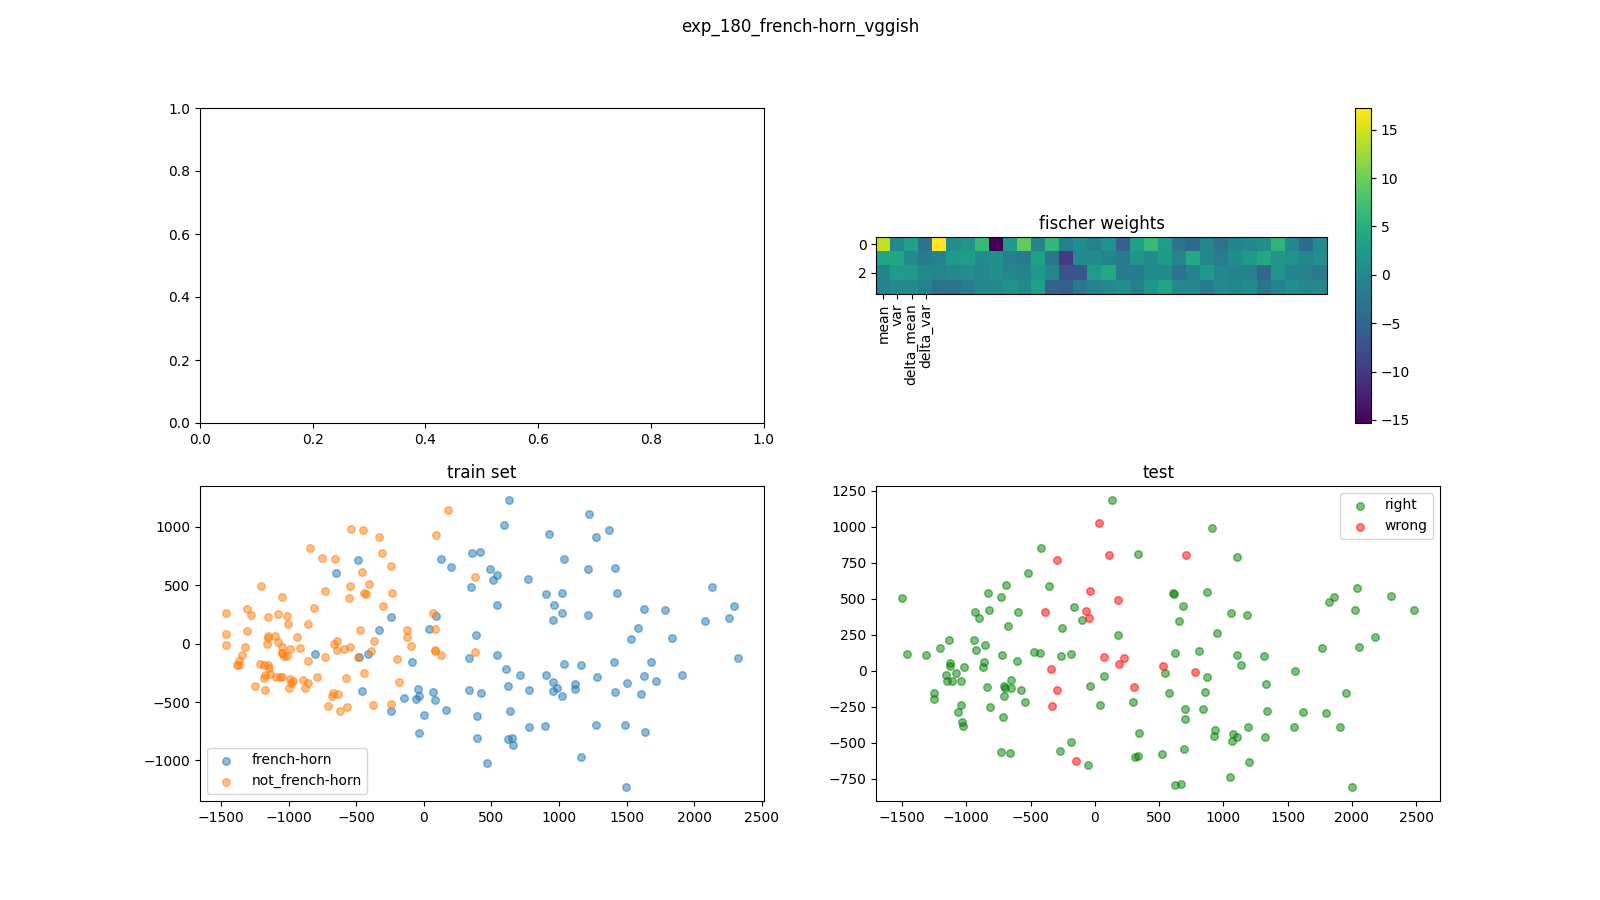 exp_180_french-horn_vggish
1.0
0.8
0.6
0.4
0.2
0.0
0.0 0.2 0.4 0.6 0.8 1.0
fischer weights
0
2
mean
var
delta_mean
delta_var
15
10
5
0
−5
−10
−15
train set
1000
500
0
−500
−1000
french-horn
not_french-horn
−1500 −1000 −500 0 500 1000 1500 2000 2500
test
1250
1000
750
500
250
0
−250
−500
−750
right
wrong
−1500 −1000 −500 0 500 1000 1500 2000 2500